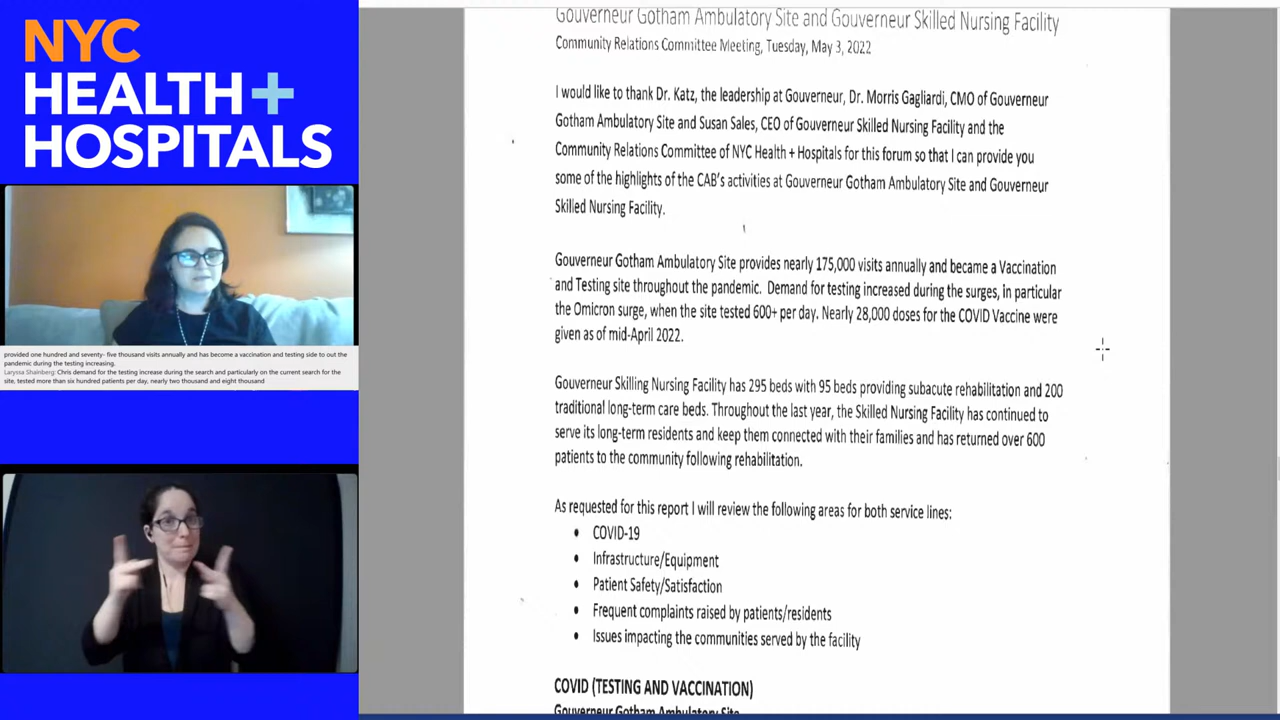 NYC
HEALTH+
HOSPITALS
provided one hundred and seventy- five thousand visits annually and has become a vaccination and testing side to out the
pandemic during the testing increasing.
Laryssa Shainberg: Chris demand for the testing increase during the search and particularly on the current search for the
site, tested more than six hundred patients per day, nearly two thousand and eight thousand
Gouverneur Gotham Ambulatory Site and Gouverneur Skilled Nursing Facility
Community Relations Committee Meeting, Tuesday, May 3, 2022
I would like to thank Dr. Katz, the leadership at Gouverneur, Dr. Morris Gagliardi, CMO of Gouverneur
Gotham Ambulatory Site and Susan Sales, CEO of Gouverneur Skilled Nursing Facility and the
Community Relations Committee of NYC Health + Hospitals for this forum so that I can provide you
some of the highlights of the CAB's activities at Gouverneur Gotham Ambulatory Site and Gouverneur
Skilled Nursing Facility.
Gouverneur Gotham Ambulatory Site provides nearly 175,000 visits annually and became a Vaccination
and Testing site throughout the pandemic. Demand for testing increased during the surges, in particular
the Omicron surge, when the site tested 600+ per day. Nearly 28,000 doses for the COVID Vaccine were
given as of mid-April 2022.
Gouverneur Skilling Nursing Facility has 295 beds with 95 beds providing subacute rehabilitation and 200
traditional long-term care beds. Throughout the last year, the Skilled Nursing Facility has continued to
serve its long-term residents and keep them connected with their families and has returned over 600
patients to the community following rehabilitation.
As requested for this report I will review the following areas for both service lines:
• COVID-19
• Infrastructure/Equipment
• Patient Safety/Satisfaction
• Frequent complaints raised by patients/residents
• Issues impacting the communities served by the facility
COVID (TESTING AND VACCINATION)
Gouverneur Gotham Ambulatory Site